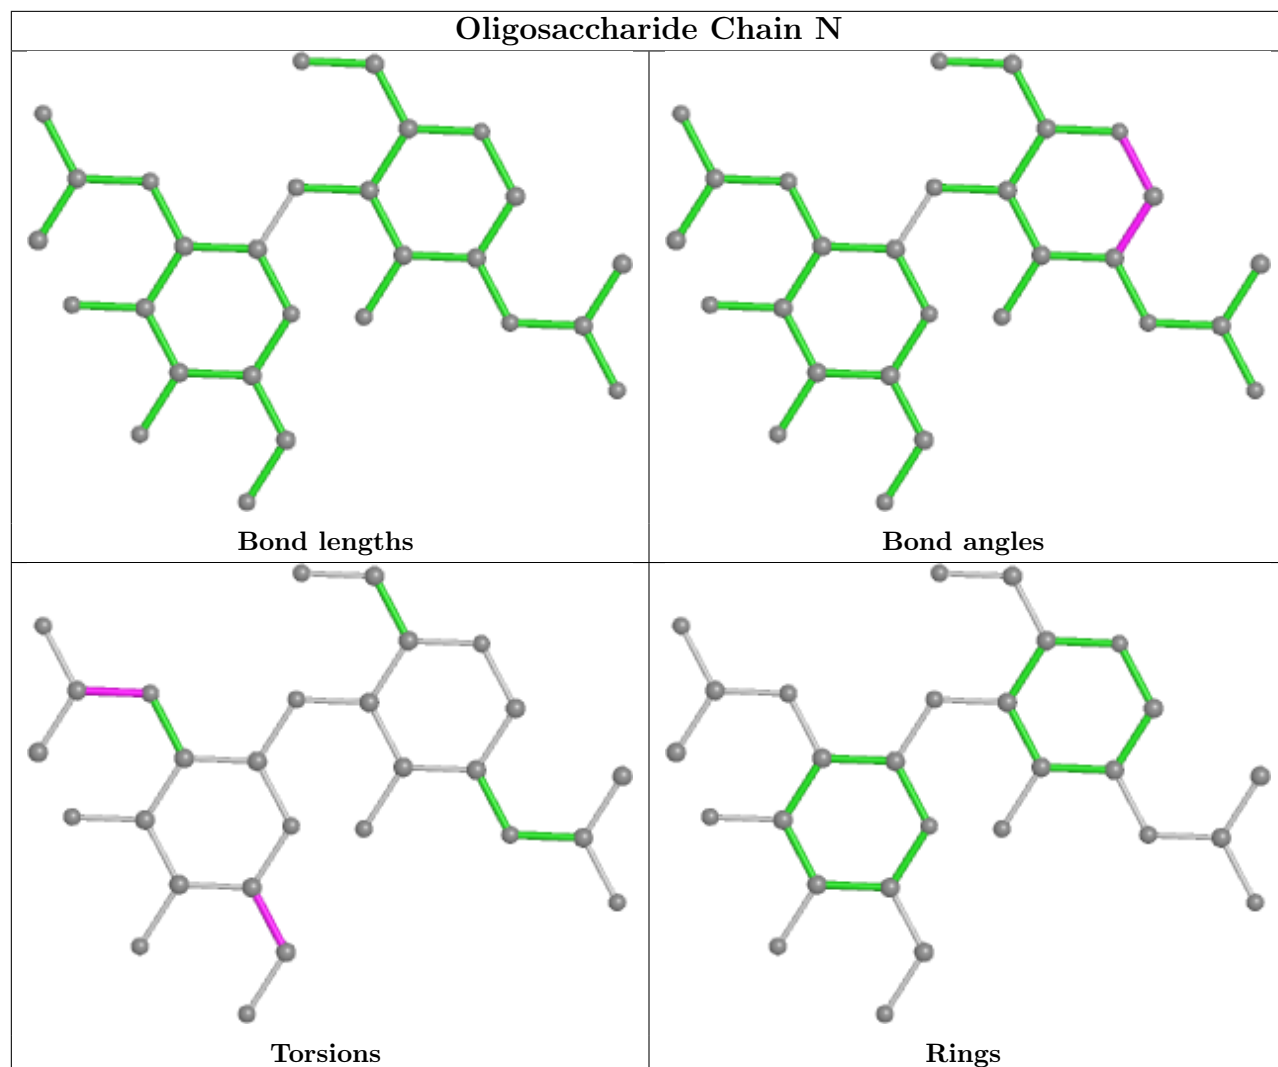 Oligosaccharide Chain N
Bond lengths
Bond angles
Torsions
Rings